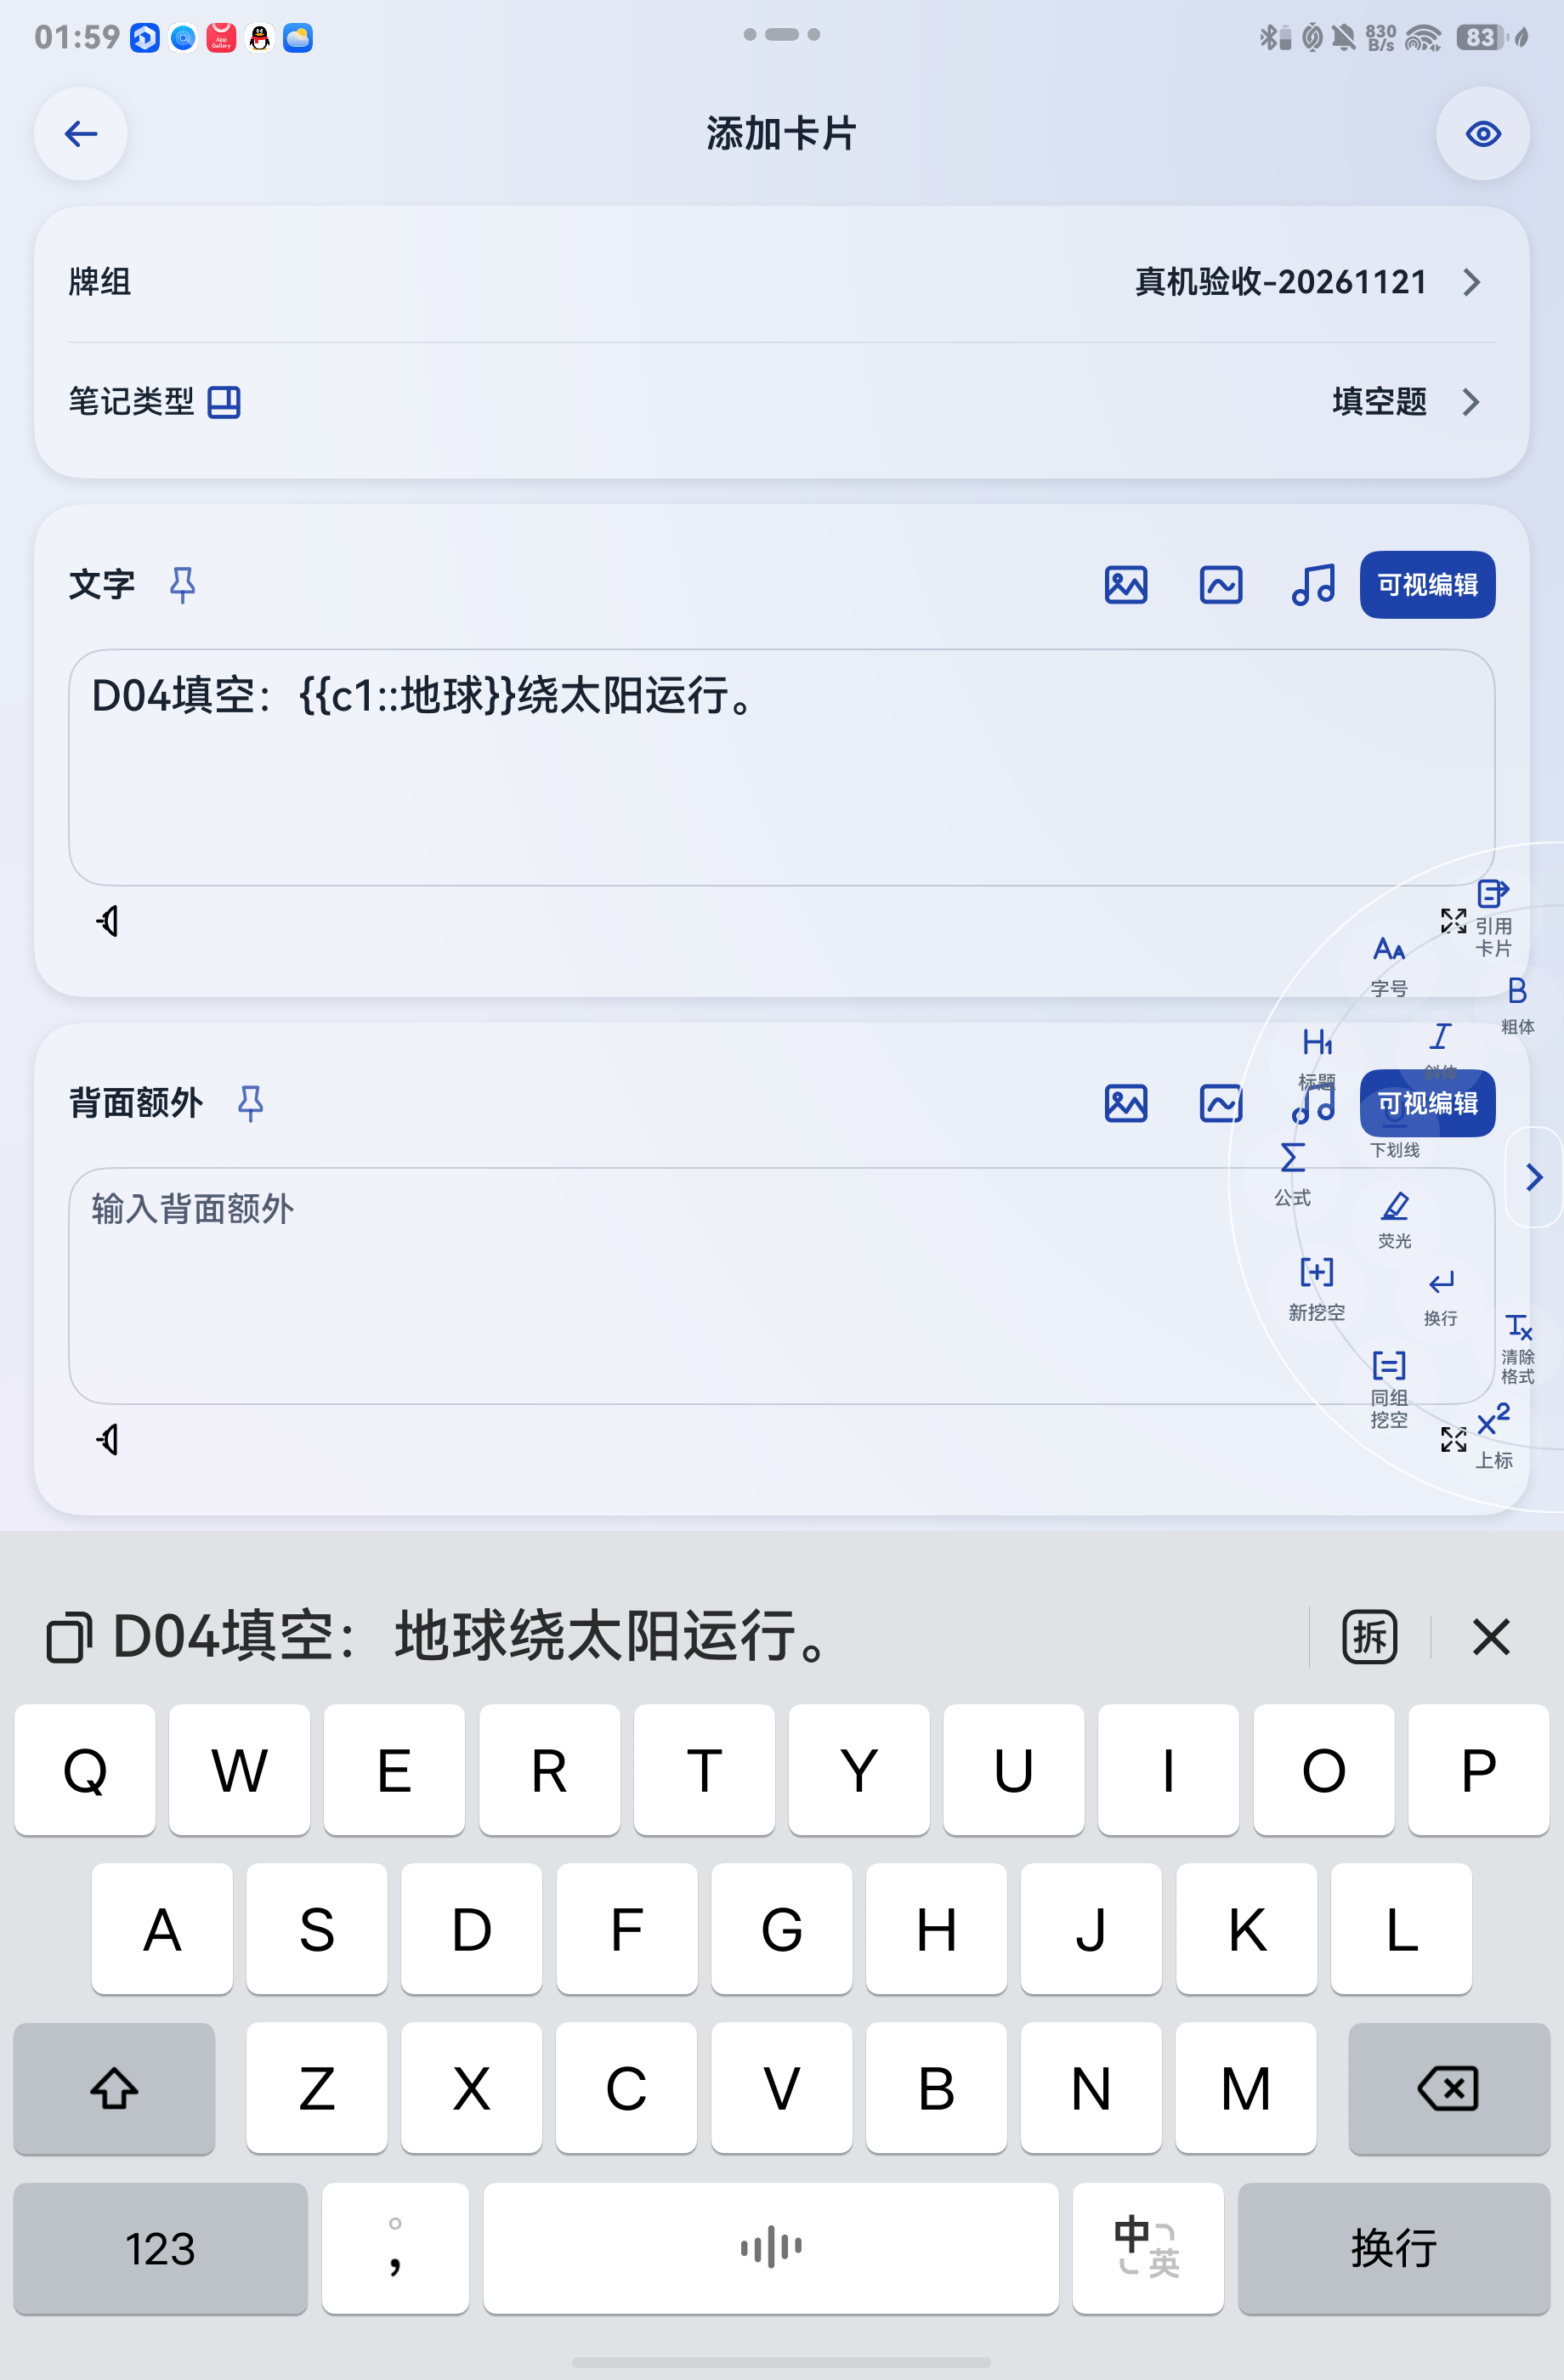 01:59
830 B/s
83
添加卡片
牌组 真机验收-20261121
笔记类型 填空题
文字 可视编辑
D04填空：{{c1::地球}}绕太阳运行。
引用
卡片
字号
B
粗体
H1
标题
I
斜体
背面额外 可视编辑
下划线
输入背面额外
Σ
公式
荧光
新挖空
换行
清除
格式
同组
挖空
x²
上标
D04填空：地球绕太阳运行。 拆
Q W E R T Y U I O P
A S D F G H J K L
Z X C V B N M
123 ， 。 中 英 换行